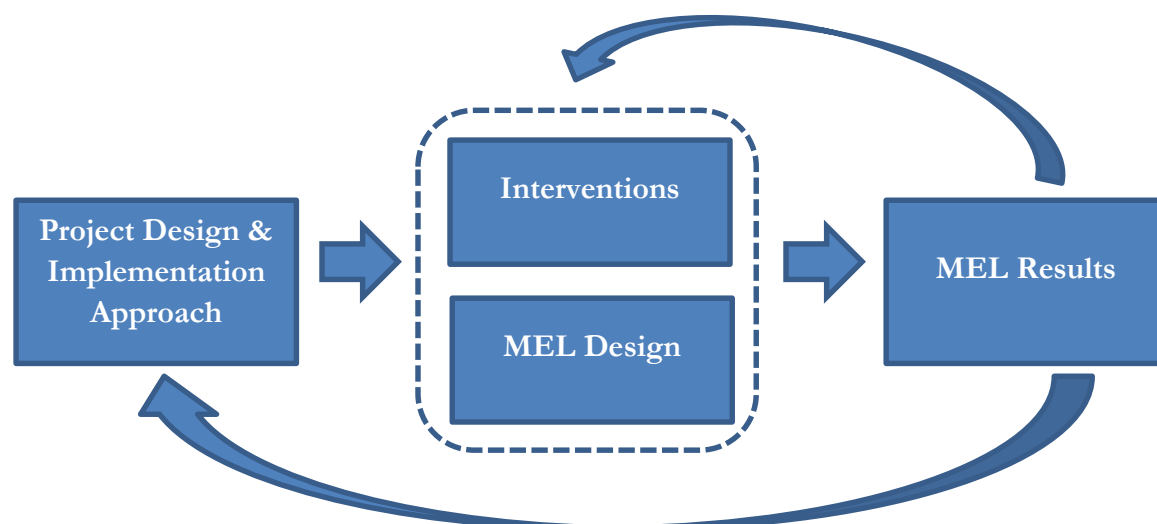 Project Design &
Implementation
Approach
Interventions
MEL Design
MEL Results